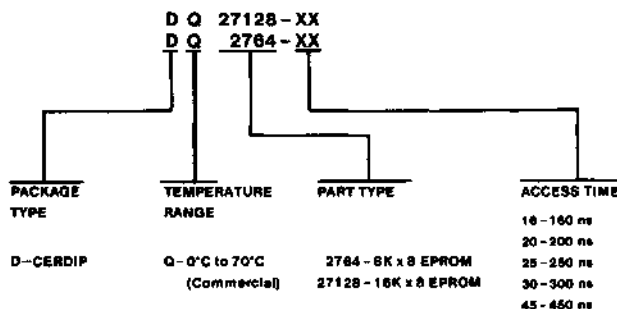 D Q 27128-XX
D Q 2764-XX
PACKAGE TYPE
TEMPERATURE RANGE
PART TYPE
ACCESS TIME
D-CERDIP
Q-0°C to 70°C
(Commercial)
2764-8K x 8 EPROM
27128-16K x 8 EPROM
16-160 ns
20-200 ns
25-250 ns
30-300 ns
45-450 ns